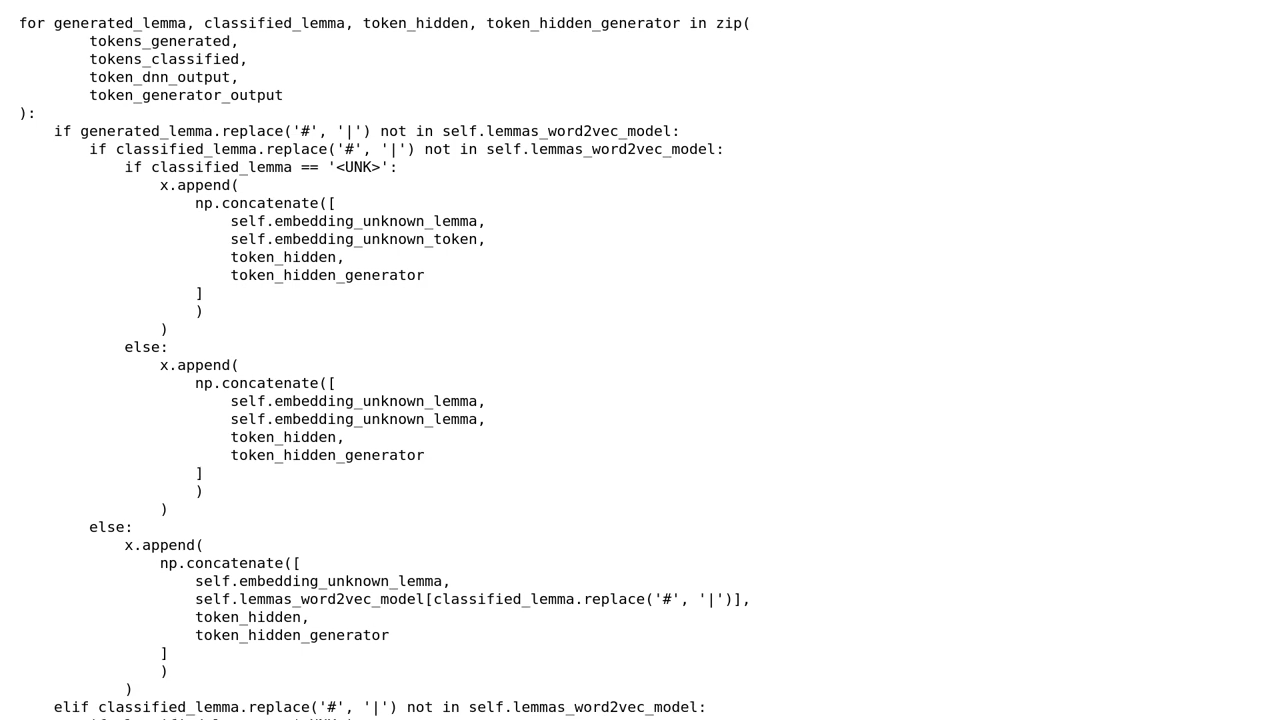 for generated_lemma, classified_lemma, token_hidden, token_hidden_generator in zip(
        tokens_generated,
        tokens_classified,
        token_dnn_output,
        token_generator_output
):
    if generated_lemma.replace('#', '|') not in self.lemmas_word2vec_model:
        if classified_lemma.replace('#', '|') not in self.lemmas_word2vec_model:
            if classified_lemma == '<UNK>':
                x.append(
                    np.concatenate([
                        self.embedding_unknown_lemma,
                        self.embedding_unknown_token,
                        token_hidden,
                        token_hidden_generator
                    ]
                    )
                )
            else:
                x.append(
                    np.concatenate([
                        self.embedding_unknown_lemma,
                        self.embedding_unknown_lemma,
                        token_hidden,
                        token_hidden_generator
                    ]
                    )
                )
        else:
            x.append(
                np.concatenate([
                    self.embedding_unknown_lemma,
                    self.lemmas_word2vec_model[classified_lemma.replace('#', '|')],
                    token_hidden,
                    token_hidden_generator
                ]
                )
            )
    elif classified_lemma.replace('#', '|') not in self.lemmas_word2vec_model: